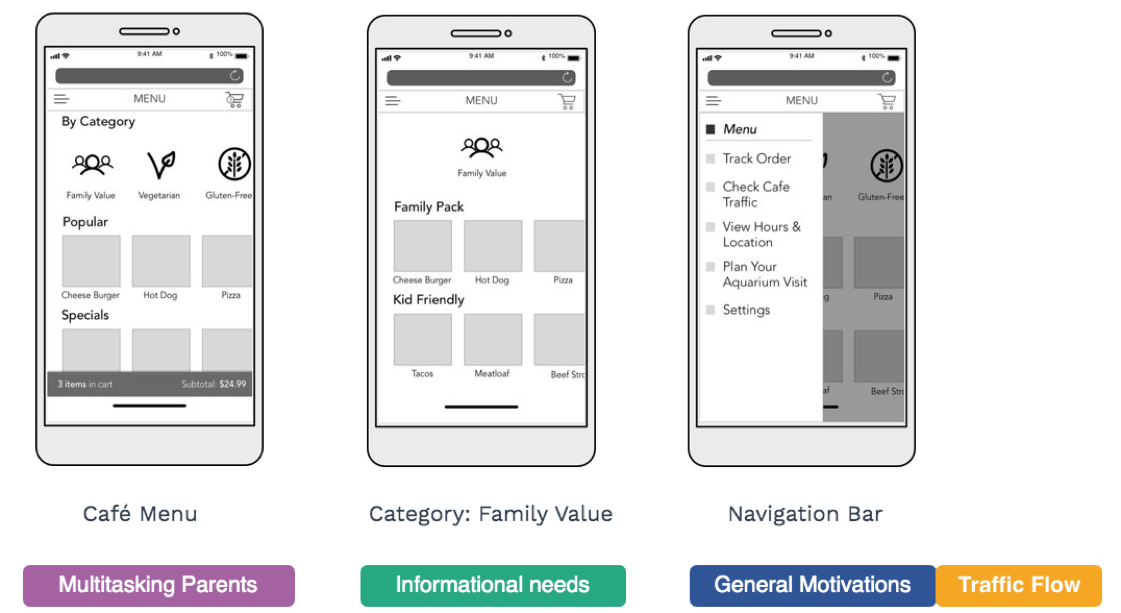 9:41 AM
100%
MENU
By Category
Family Value
Vegetarian
Gluten-Free
Popular
Cheese Burger
Hot Dog
Pizza
Specials
3 items in cart
Subtotal: $24.99
Café Menu
Multitasking Parents
9:41 AM
100%
MENU
Family Value
Family Pack
Cheese Burger
Hot Dog
Pizza
Kid Friendly
Tacos
Meatloaf
Beef Stro
Category: Family Value
Informational needs
9:41 AM
100%
MENU
Menu
Track Order
Check Cafe
Traffic
View Hours &
Location
Plan Your
Aquarium Visit
Settings
an
Gluten-Free
g
Pizza
af
Beef Stro
Navigation Bar
General Motivations
Traffic Flow